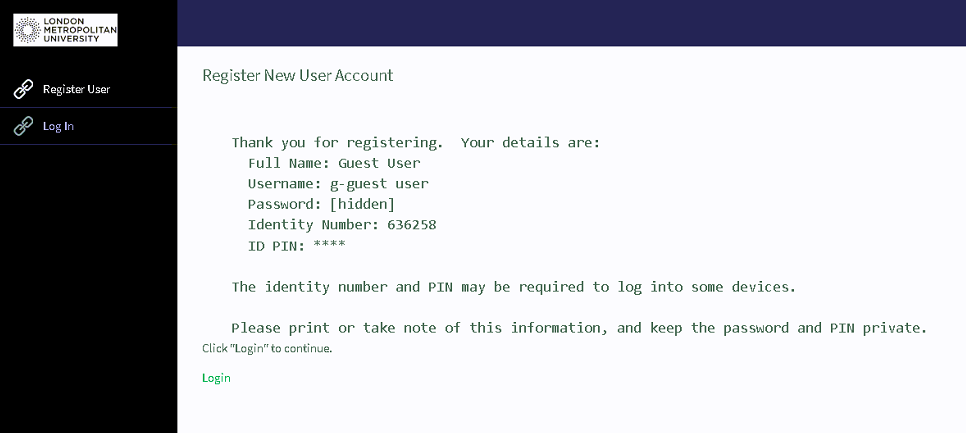 LONDON
METROPOLITAN
UNIVERSITY
Register User
Log In
Register New User Account
Thank you for registering.  Your details are:
Full Name: Guest User
Username: g-guest user
Password: [hidden]
Identity Number: 636258
ID PIN: ****
The identity number and PIN may be required to log into some devices.
Please print or take note of this information, and keep the password and PIN private.
Click "Login" to continue.
Login